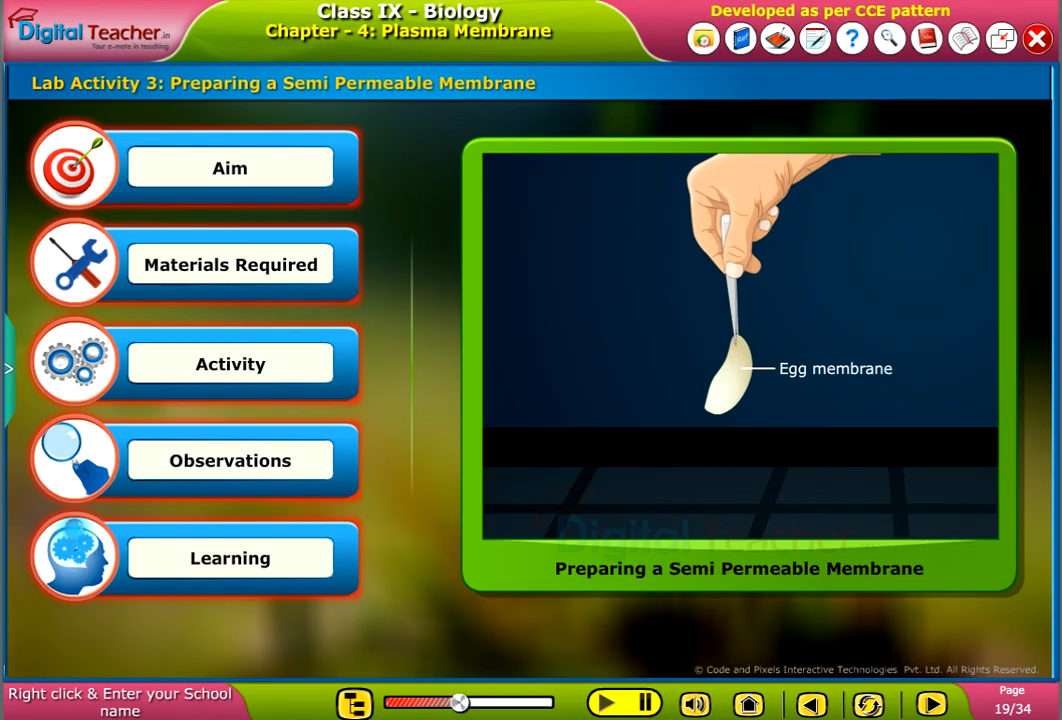 Digital Teacher.in
Your e-mate in teaching
Class IX - Biology
Chapter - 4: Plasma Membrane
Developed as per CCE pattern
Ref
?
Lab Activity 3: Preparing a Semi Permeable Membrane
Aim
Materials Required
Activity
Observations
Learning
>
Egg membrane
Digital Teacher
Preparing a Semi Permeable Membrane
© Code and Pixels Interactive Technologies Pvt. Ltd. All Rights Reserved.
Right click & Enter your School
name
Page
19/34